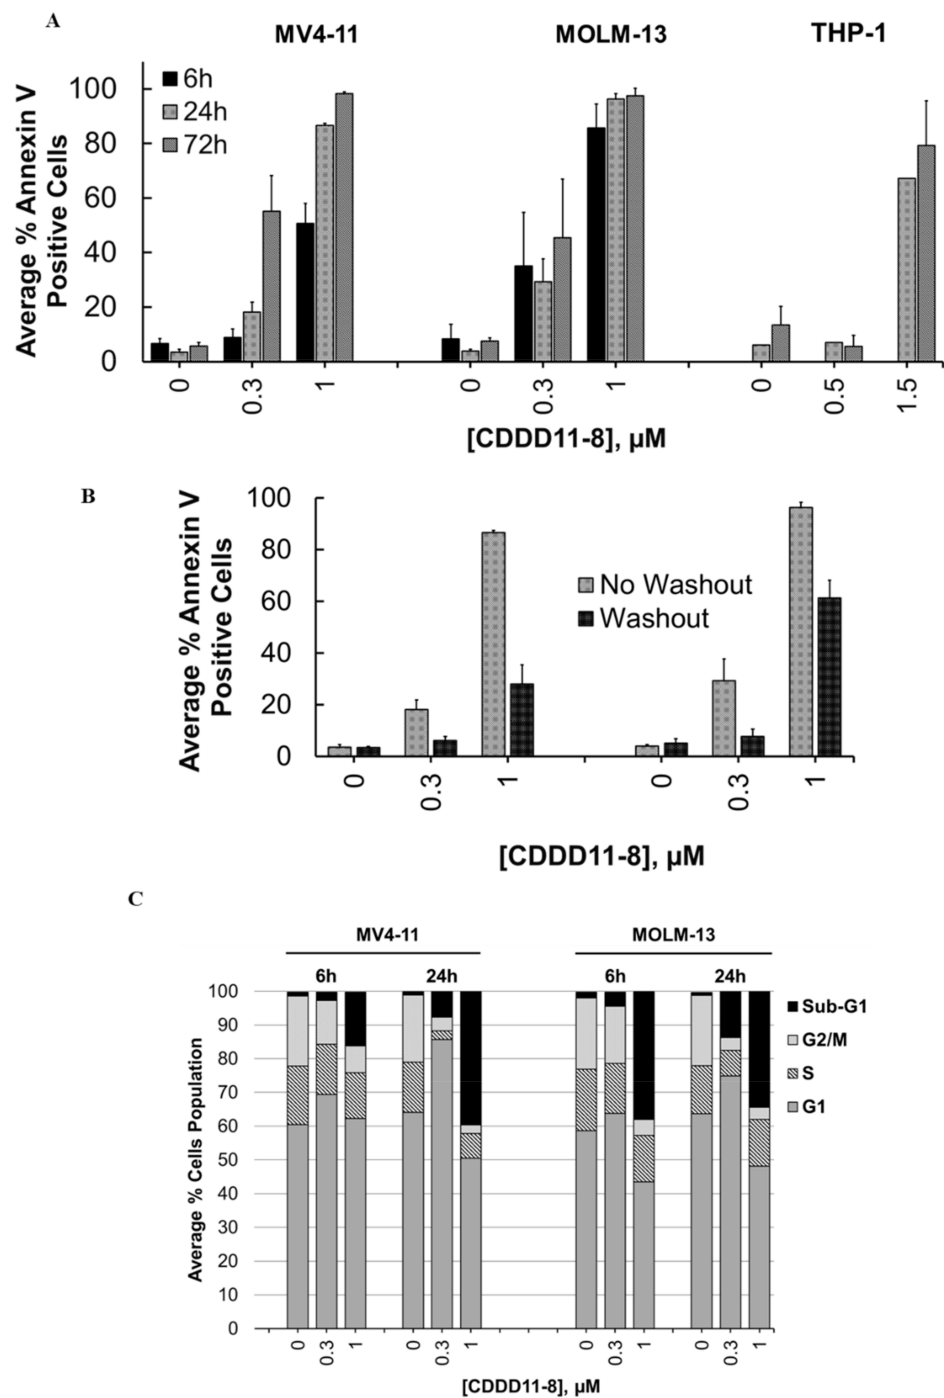 A
MV4-11 MOLM-13 THP-1
Average % Annexin V
Positive Cells
100
80
60
40
20
0
6h
24h
72h
0 0.3 1 0 0.3 1 0 0.5 1.5
[CDDD11-8], µM
B
Average % Annexin V
Positive Cells
100
80
60
40
20
0
No Washout
Washout
0 0.3 1 0 0.3 1
[CDDD11-8], µM
C
MV4-11 MOLM-13
6h 24h 6h 24h
Average % Cells Population
100
90
80
70
60
50
40
30
20
10
0
Sub-G1
G2/M
S
G1
0 0.3 1 0 0.3 1 0 0.3 1 0 0.3 1
[CDDD11-8], µM